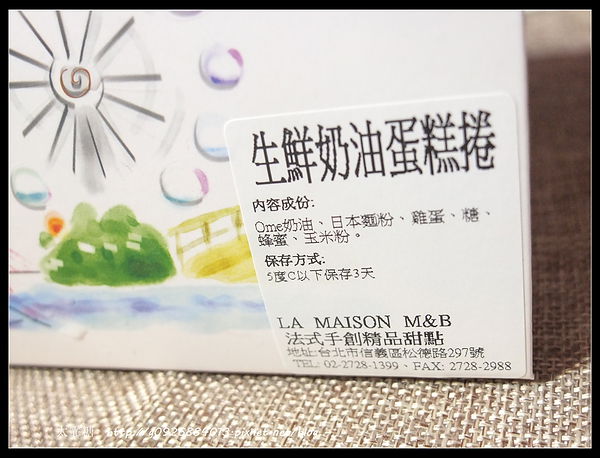 生鮮奶油蛋糕捲
內容成份:
Ome奶油、日本麵粉、雞蛋、糖、
蜂蜜、玉米粉。
保存方式:
5度C以下保存3天
LA MAISON M&B
法式手創精品甜點
地址:台北市信義區松德路297號
TEL: 02-2728-1399、FAX: 2728-2988